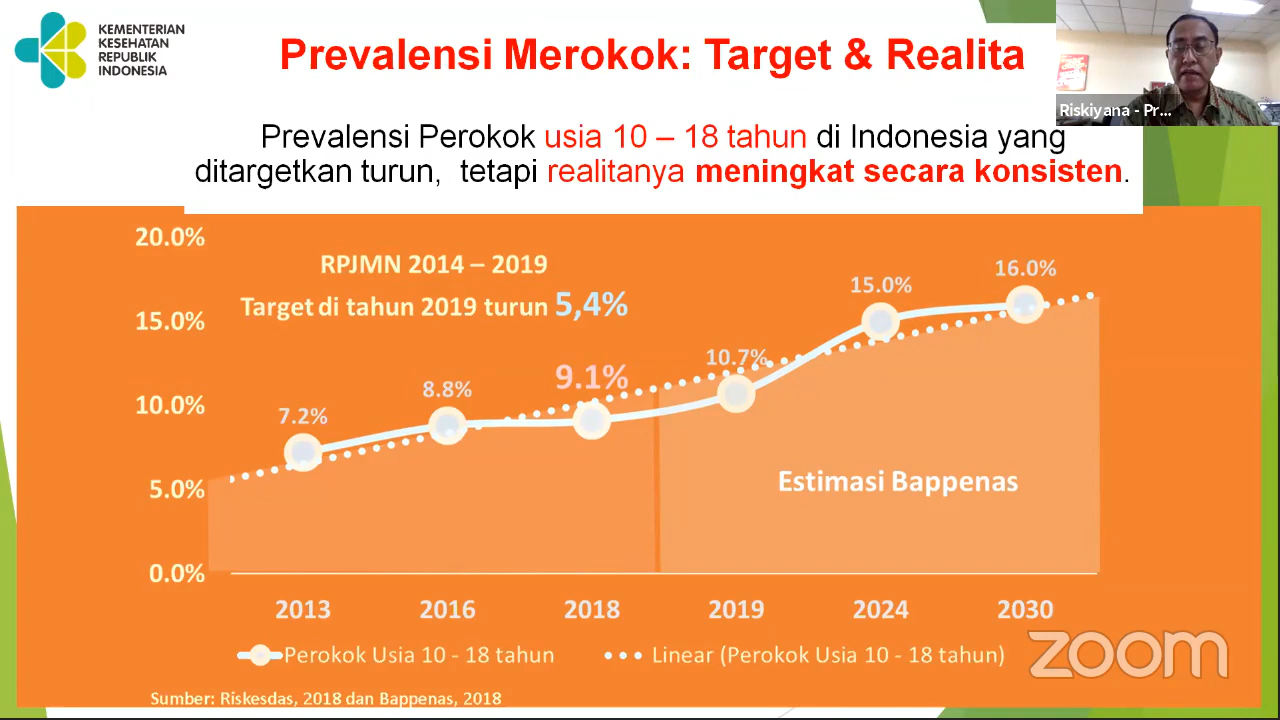 KEMENTERIAN
KESEHATAN
REPUBLIK
INDONESIA
Prevalensi Merokok: Target & Realita
Riskiyana - Pr...
Prevalensi Perokok usia 10 – 18 tahun di Indonesia yang
ditargetkan turun, tetapi realitanya meningkat secara konsisten.
20.0%
15.0%
10.0%
5.0%
0.0%
RPJMN 2014 – 2019
Target di tahun 2019 turun 5,4%
7.2%
8.8%
9.1%
10.7%
15.0%
16.0%
Estimasi Bappenas
2013 2016 2018 2019 2024 2030
Perokok Usia 10 - 18 tahun
Linear (Perokok Usia 10 - 18 tahun)
zoom
Sumber: Riskesdas, 2018 dan Bappenas, 2018